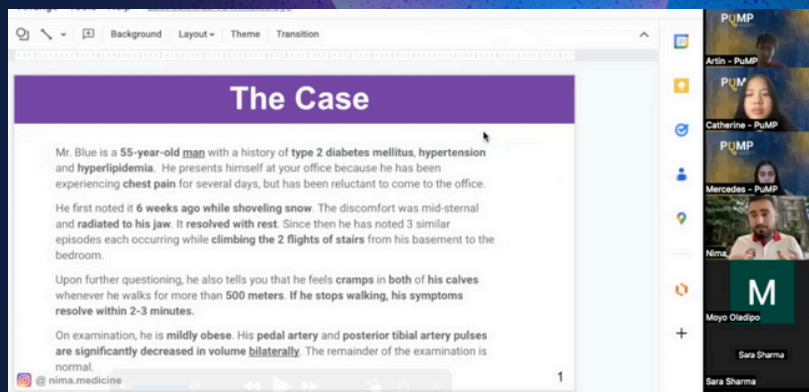 Background Layout Theme Transition
The Case
Mr. Blue is a 55-year-old man with a history of type 2 diabetes mellitus, hypertension
and hyperlipidemia. He presents himself at your office because he has been
experiencing chest pain for several days, but has been reluctant to come to the office.
He first noted it 6 weeks ago while shoveling snow. The discomfort was mid-sternal
and radiated to his jaw. It resolved with rest. Since then he has noted 3 similar
episodes each occurring while climbing the 2 flights of stairs from his basement to the
bedroom.
Upon further questioning, he also tells you that he feels cramps in both of his calves
whenever he walks for more than 500 meters. If he stops walking, his symptoms
resolve within 2-3 minutes.
On examination, he is mildly obese. His pedal artery and posterior tibial artery pulses
are significantly decreased in volume bilaterally. The remainder of the examination is
normal.
@ nima.medicine
1
PUMP
Artin - PuMP
PUM
Catherine - PuMP
PUMP
Mercedes - PuMP
Nima
M
Moyo Oladipo
Sara Sharma
Sara Sharma